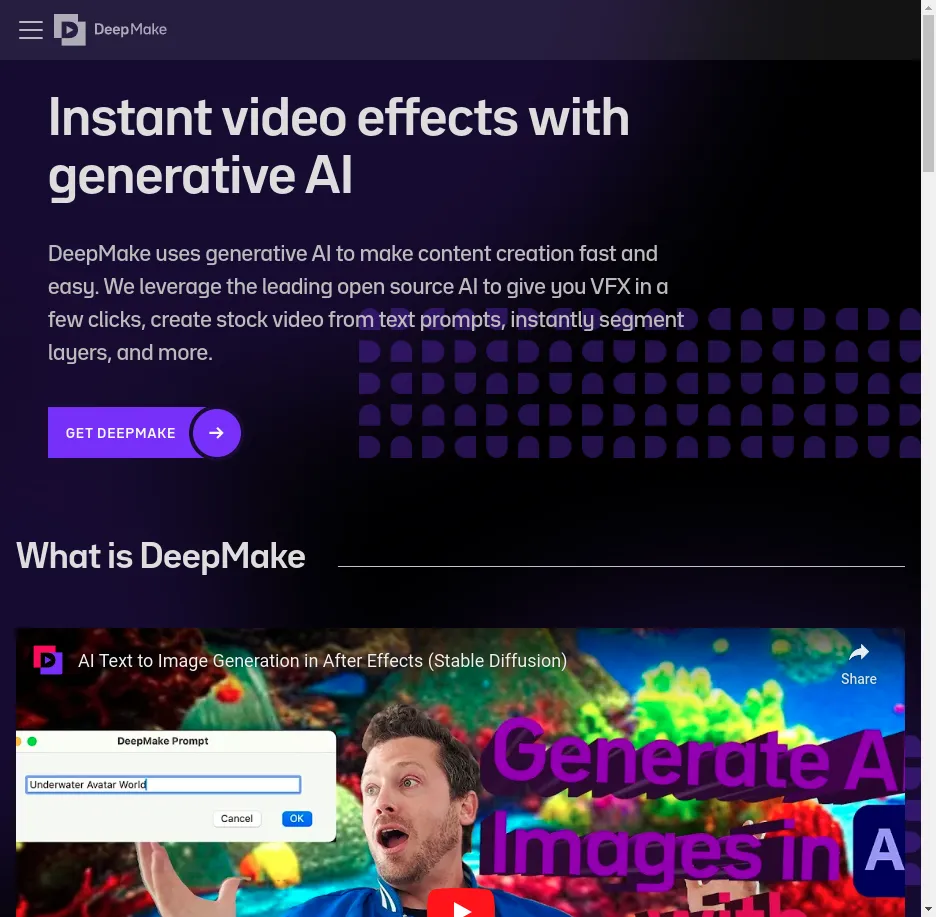 DeepMake
Instant video effects with
generative AI
DeepMake uses generative AI to make content creation fast and
easy. We leverage the leading open source AI to give you VFX in a
few clicks, create stock video from text prompts, instantly segment
layers, and more.
GET DEEPMAKE
What is DeepMake
AI Text to Image Generation in After Effects (Stable Diffusion)
Share
DeepMake Prompt
Underwater Avatar World
Cancel
OK
Generate AI
Images in
A
with